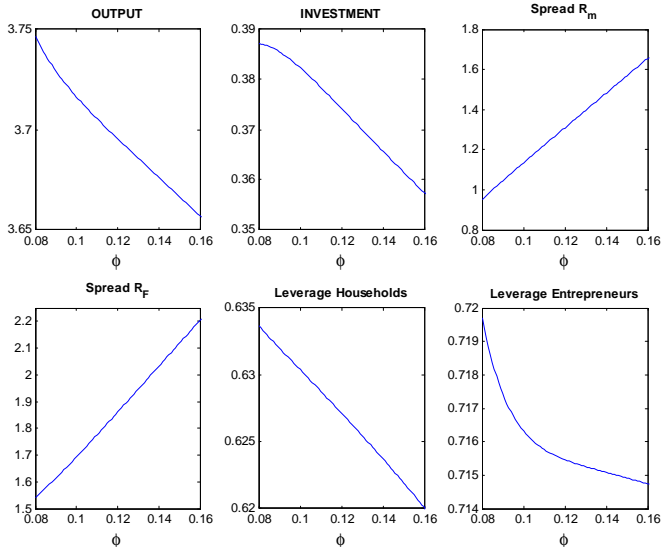 OUTPUT
3.75
3.7
3.65
0.08 0.1 0.12 0.14 0.16
ϕ
INVESTMENT
0.39
0.38
0.37
0.36
0.35
0.08 0.1 0.12 0.14 0.16
ϕ
Spread R_m
1.8
1.6
1.4
1.2
1
0.8
0.08 0.1 0.12 0.14 0.16
ϕ
Spread R_F
2.2
2.1
2
1.9
1.8
1.7
1.6
1.5
0.08 0.1 0.12 0.14 0.16
ϕ
Leverage Households
0.635
0.63
0.625
0.62
0.08 0.1 0.12 0.14 0.16
ϕ
Leverage Entrepreneurs
0.72
0.719
0.718
0.717
0.716
0.715
0.714
0.08 0.1 0.12 0.14 0.16
ϕ